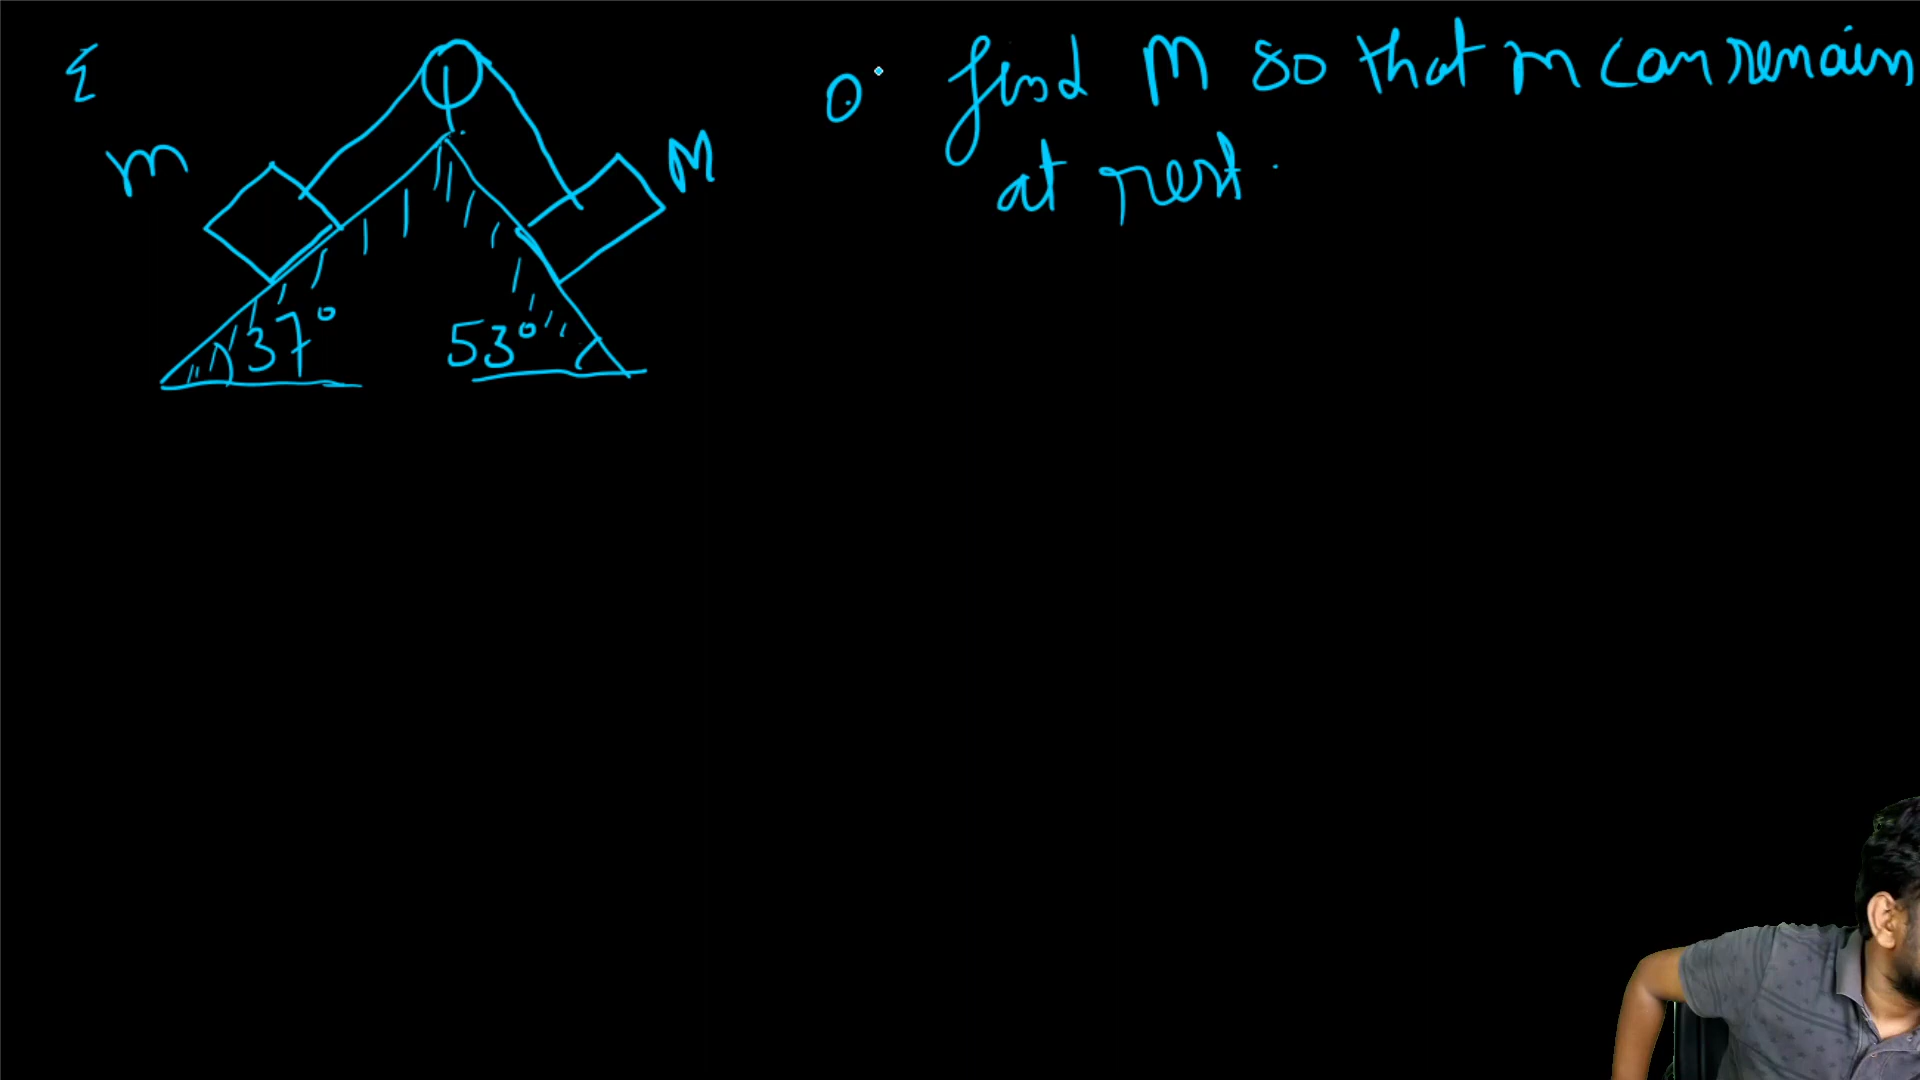 Σ
m
M
37°
53°
Q. find M so that m can remain
at rest.